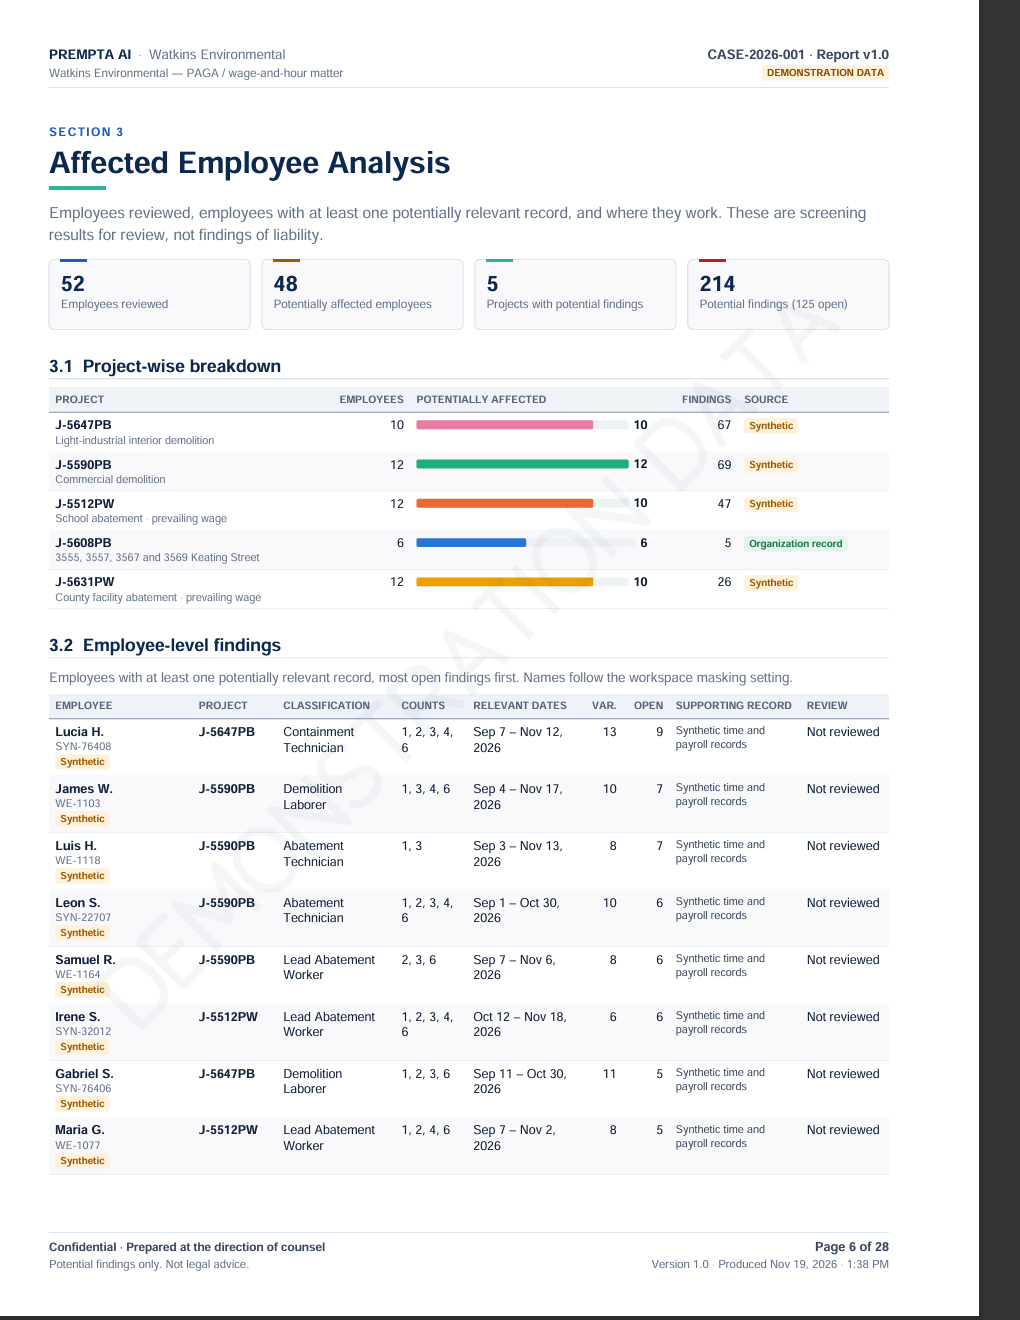 PREMPTA AI · Watkins Environmental
Watkins Environmental — PAGA / wage-and-hour matter
CASE-2026-001 · Report v1.0
DEMONSTRATION DATA
SECTION 3
Affected Employee Analysis
Employees reviewed, employees with at least one potentially relevant record, and where they work. These are screening
results for review, not findings of liability.
52
Employees reviewed
48
Potentially affected employees
5
Projects with potential findings
214
Potential findings (125 open)
3.1 Project-wise breakdown
PROJECT EMPLOYEES POTENTIALLY AFFECTED FINDINGS SOURCE
J-5647PB 10 10 67 Synthetic
Light-industrial interior demolition
J-5590PB 12 12 69 Synthetic
Commercial demolition
J-5512PW 12 10 47 Synthetic
School abatement · prevailing wage
J-5608PB 6 6 5 Organization record
3555, 3557, 3567 and 3569 Keating Street
J-5631PW 12 10 26 Synthetic
County facility abatement · prevailing wage
3.2 Employee-level findings
Employees with at least one potentially relevant record, most open findings first. Names follow the workspace masking setting.
EMPLOYEE PROJECT CLASSIFICATION COUNTS RELEVANT DATES VAR. OPEN SUPPORTING RECORD REVIEW
Lucia H. J-5647PB Containment 1, 2, 3, 4, Sep 7 – Nov 12, 13 9 Synthetic time and Not reviewed
SYN-76408 Technician 6 2026 payroll records
Synthetic
James W. J-5590PB Demolition 1, 3, 4, 6 Sep 4 – Nov 17, 10 7 Synthetic time and Not reviewed
WE-1103 Laborer 2026 payroll records
Synthetic
Luis H. J-5590PB Abatement 1, 3 Sep 3 – Nov 13, 8 7 Synthetic time and Not reviewed
WE-1118 Technician 2026 payroll records
Synthetic
Leon S. J-5590PB Abatement 1, 2, 3, 4, Sep 1 – Oct 30, 10 6 Synthetic time and Not reviewed
SYN-22707 Technician 6 2026 payroll records
Synthetic
Samuel R. J-5590PB Lead Abatement 2, 3, 6 Sep 7 – Nov 6, 8 6 Synthetic time and Not reviewed
WE-1164 Worker 2026 payroll records
Synthetic
Irene S. J-5512PW Lead Abatement 1, 2, 3, 4, Oct 12 – Nov 18, 6 6 Synthetic time and Not reviewed
SYN-32012 Worker 6 2026 payroll records
Synthetic
Gabriel S. J-5647PB Demolition 1, 2, 3, 6 Sep 11 – Oct 30, 11 5 Synthetic time and Not reviewed
SYN-76406 Laborer 2026 payroll records
Synthetic
Maria G. J-5512PW Lead Abatement 1, 2, 4, 6 Sep 7 – Nov 2, 8 5 Synthetic time and Not reviewed
WE-1077 Worker 2026 payroll records
Synthetic
DEMONSTRATION DATA
Confidential · Prepared at the direction of counsel
Potential findings only. Not legal advice.
Page 6 of 28
Version 1.0 · Produced Nov 19, 2026 · 1:38 PM